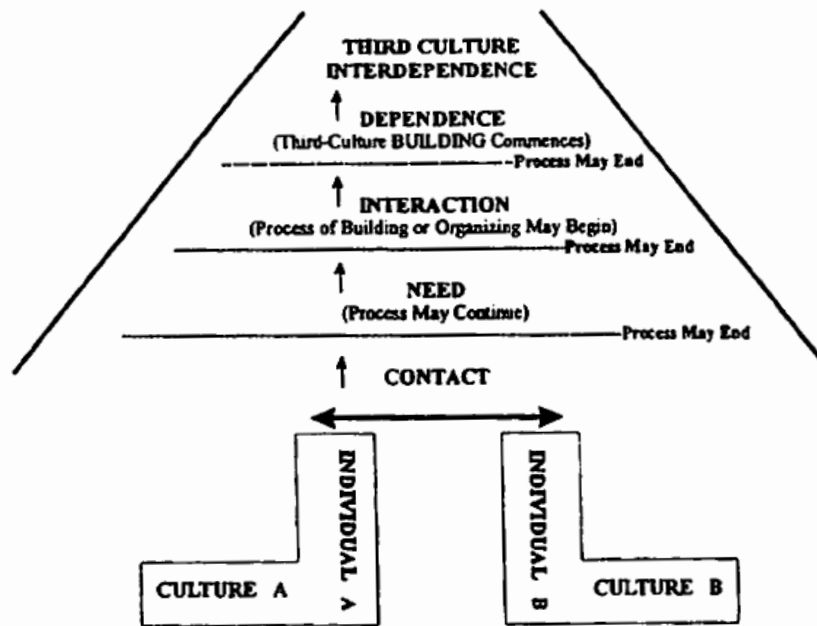 THIRD CULTURE
INTERDEPENDENCE
DEPENDENCE
(Third-Culture BUILDING Commences)
Process May End
INTERACTION
(Process of Building or Organizing May Begin)
Process May End
NEED
(Process May Continue)
Process May End
CONTACT
INDIVIDUAL A
INDIVIDUAL B
CULTURE A
CULTURE B